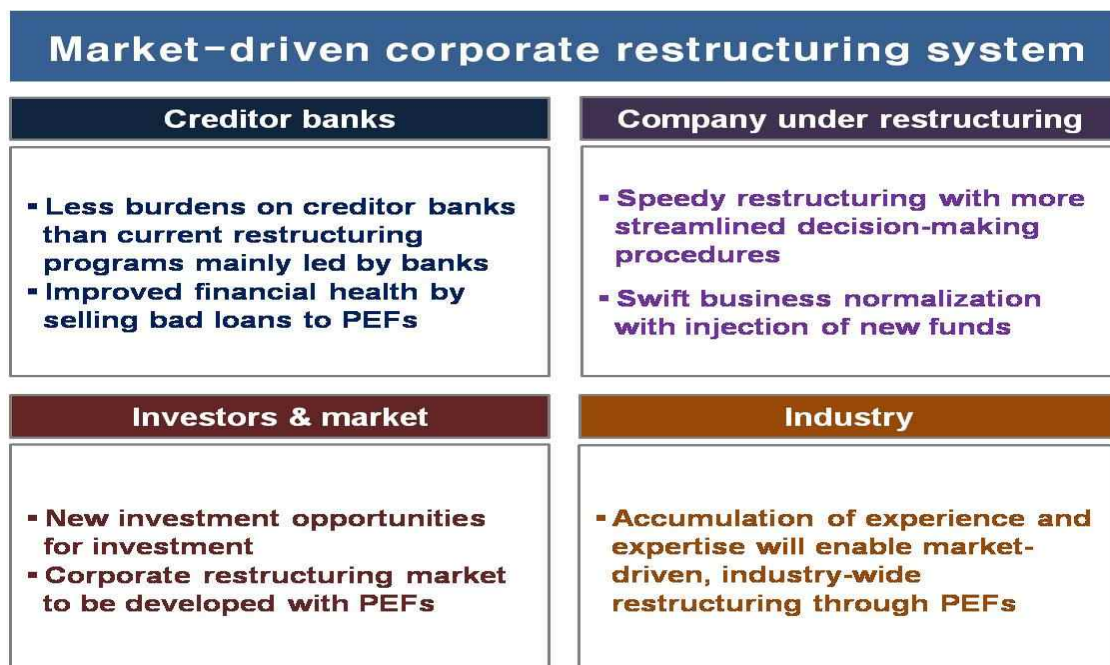 Market-driven corporate restructuring system
Creditor banks
▪ Less burdens on creditor banks
than current restructuring
programs mainly led by banks
▪ Improved financial health by
selling bad loans to PEFs
Company under restructuring
▪ Speedy restructuring with more
streamlined decision-making
procedures
▪ Swift business normalization
with injection of new funds
Investors & market
▪ New investment opportunities
for investment
▪ Corporate restructuring market
to be developed with PEFs
Industry
▪ Accumulation of experience and
expertise will enable market-
driven, industry-wide
restructuring through PEFs